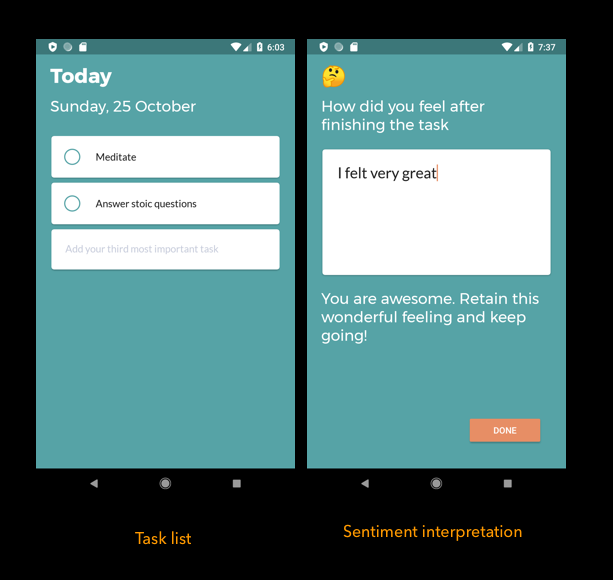 6:03
Today
Sunday, 25 October
Meditate
Answer stoic questions
Add your third most important task
Task list
7:37
How did you feel after
finishing the task
I felt very great
You are awesome. Retain this
wonderful feeling and keep
going!
DONE
Sentiment interpretation